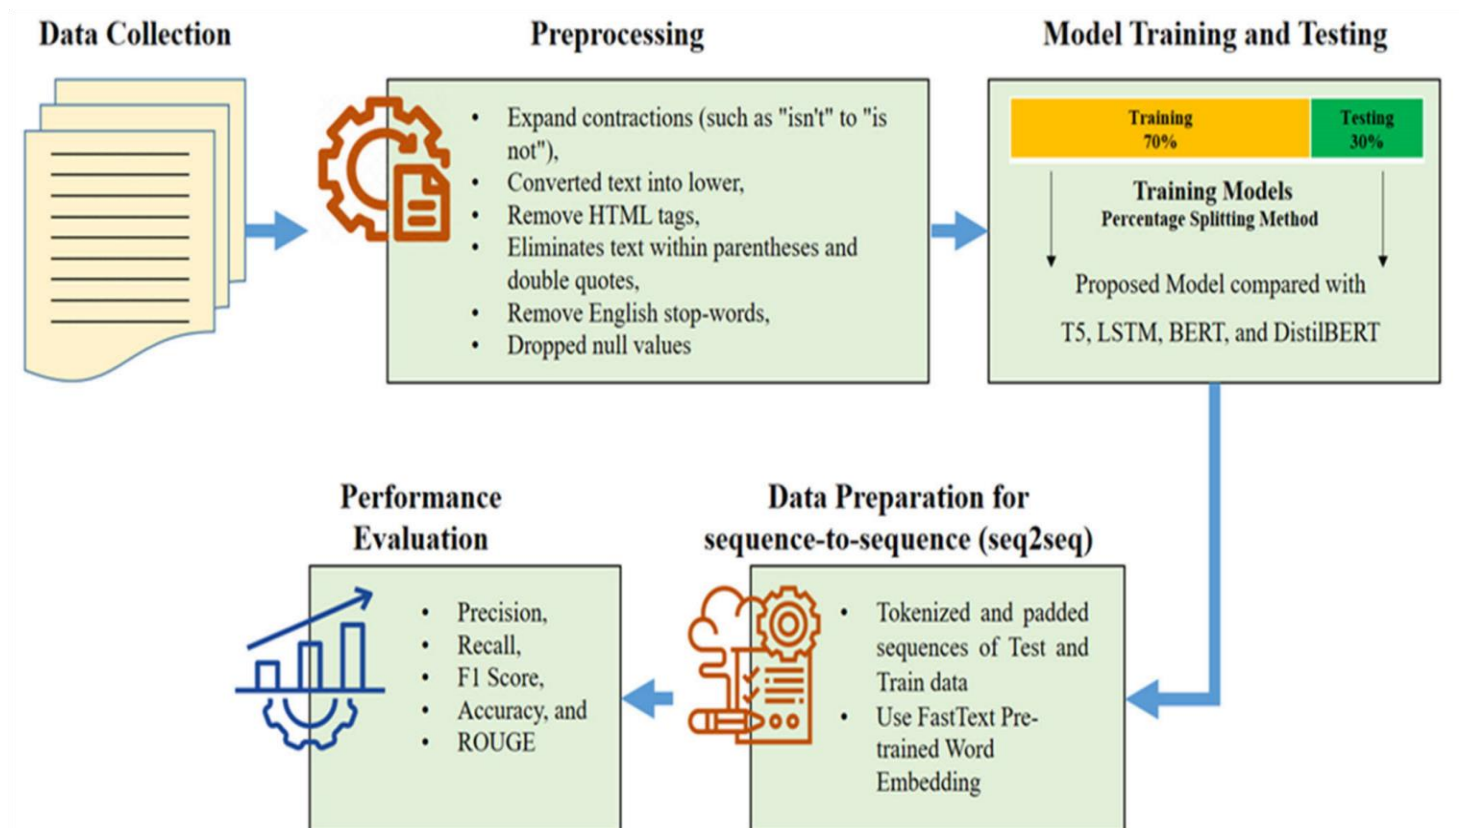 Data Collection
Preprocessing
• Expand contractions (such as "isn't" to "is
not"),
• Converted text into lower,
• Remove HTML tags,
• Eliminates text within parentheses and
double quotes,
• Remove English stop-words,
• Dropped null values
Model Training and Testing
Training
70%
Testing
30%
Training Models
Percentage Splitting Method
Proposed Model compared with
T5, LSTM, BERT, and DistilBERT
Data Preparation for
sequence-to-sequence (seq2seq)
• Tokenized and padded
sequences of Test and
Train data
• Use FastText Pre-
trained Word
Embedding
Performance
Evaluation
• Precision,
• Recall,
• F1 Score,
• Accuracy, and
• ROUGE